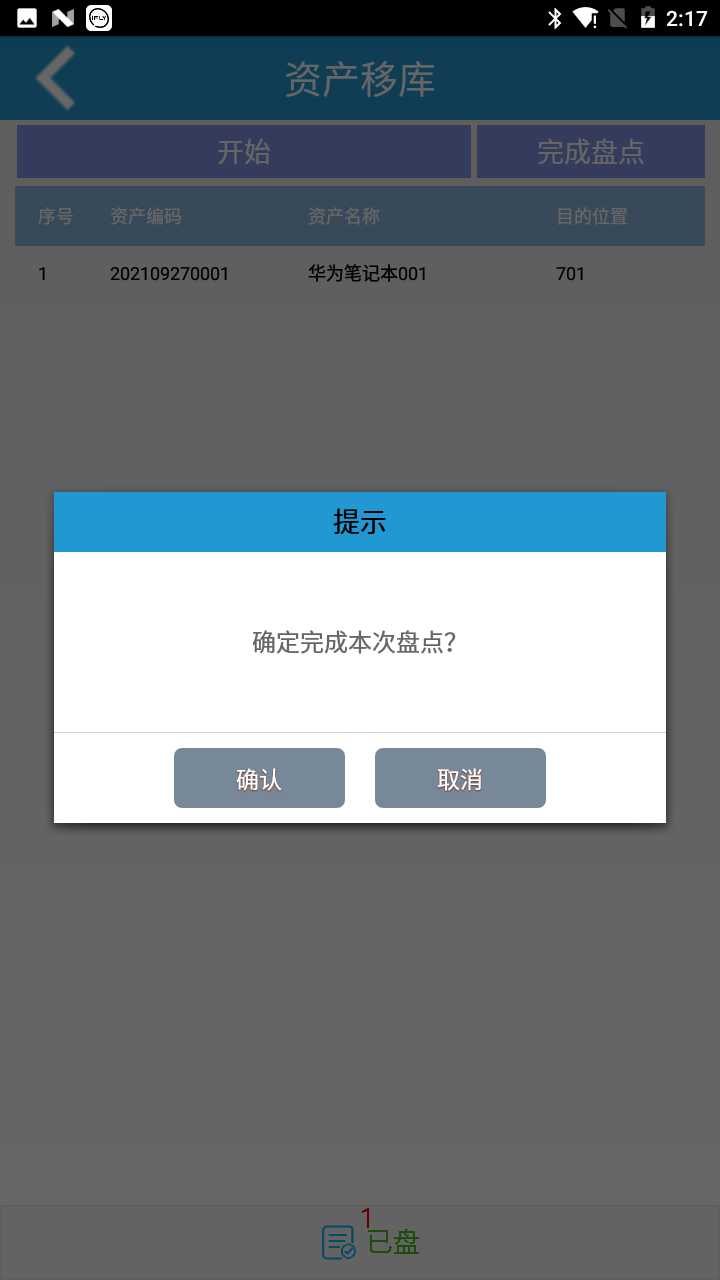 IFLY
2:17
资产移库
开始 完成盘点
序号 资产编码 资产名称 目的位置
1 202109270001 华为笔记本001 701
提示
确定完成本次盘点?
确认 取消
1
已盘